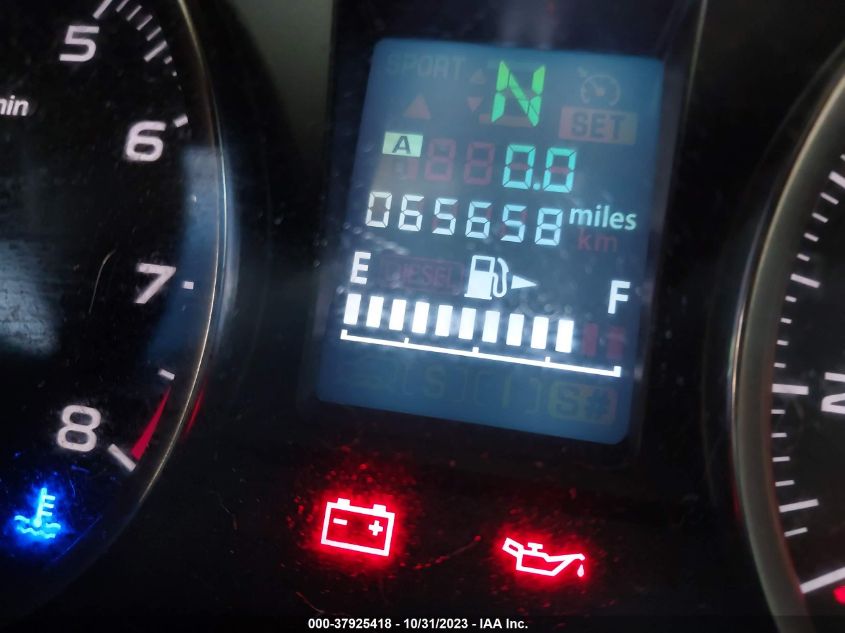 5
min
6
7
8
SPORT
N
SET
A 0.0
065658 miles
km
E DIESEL F
S
S#
000-37925418 - 10/31/2023 - IAA Inc.